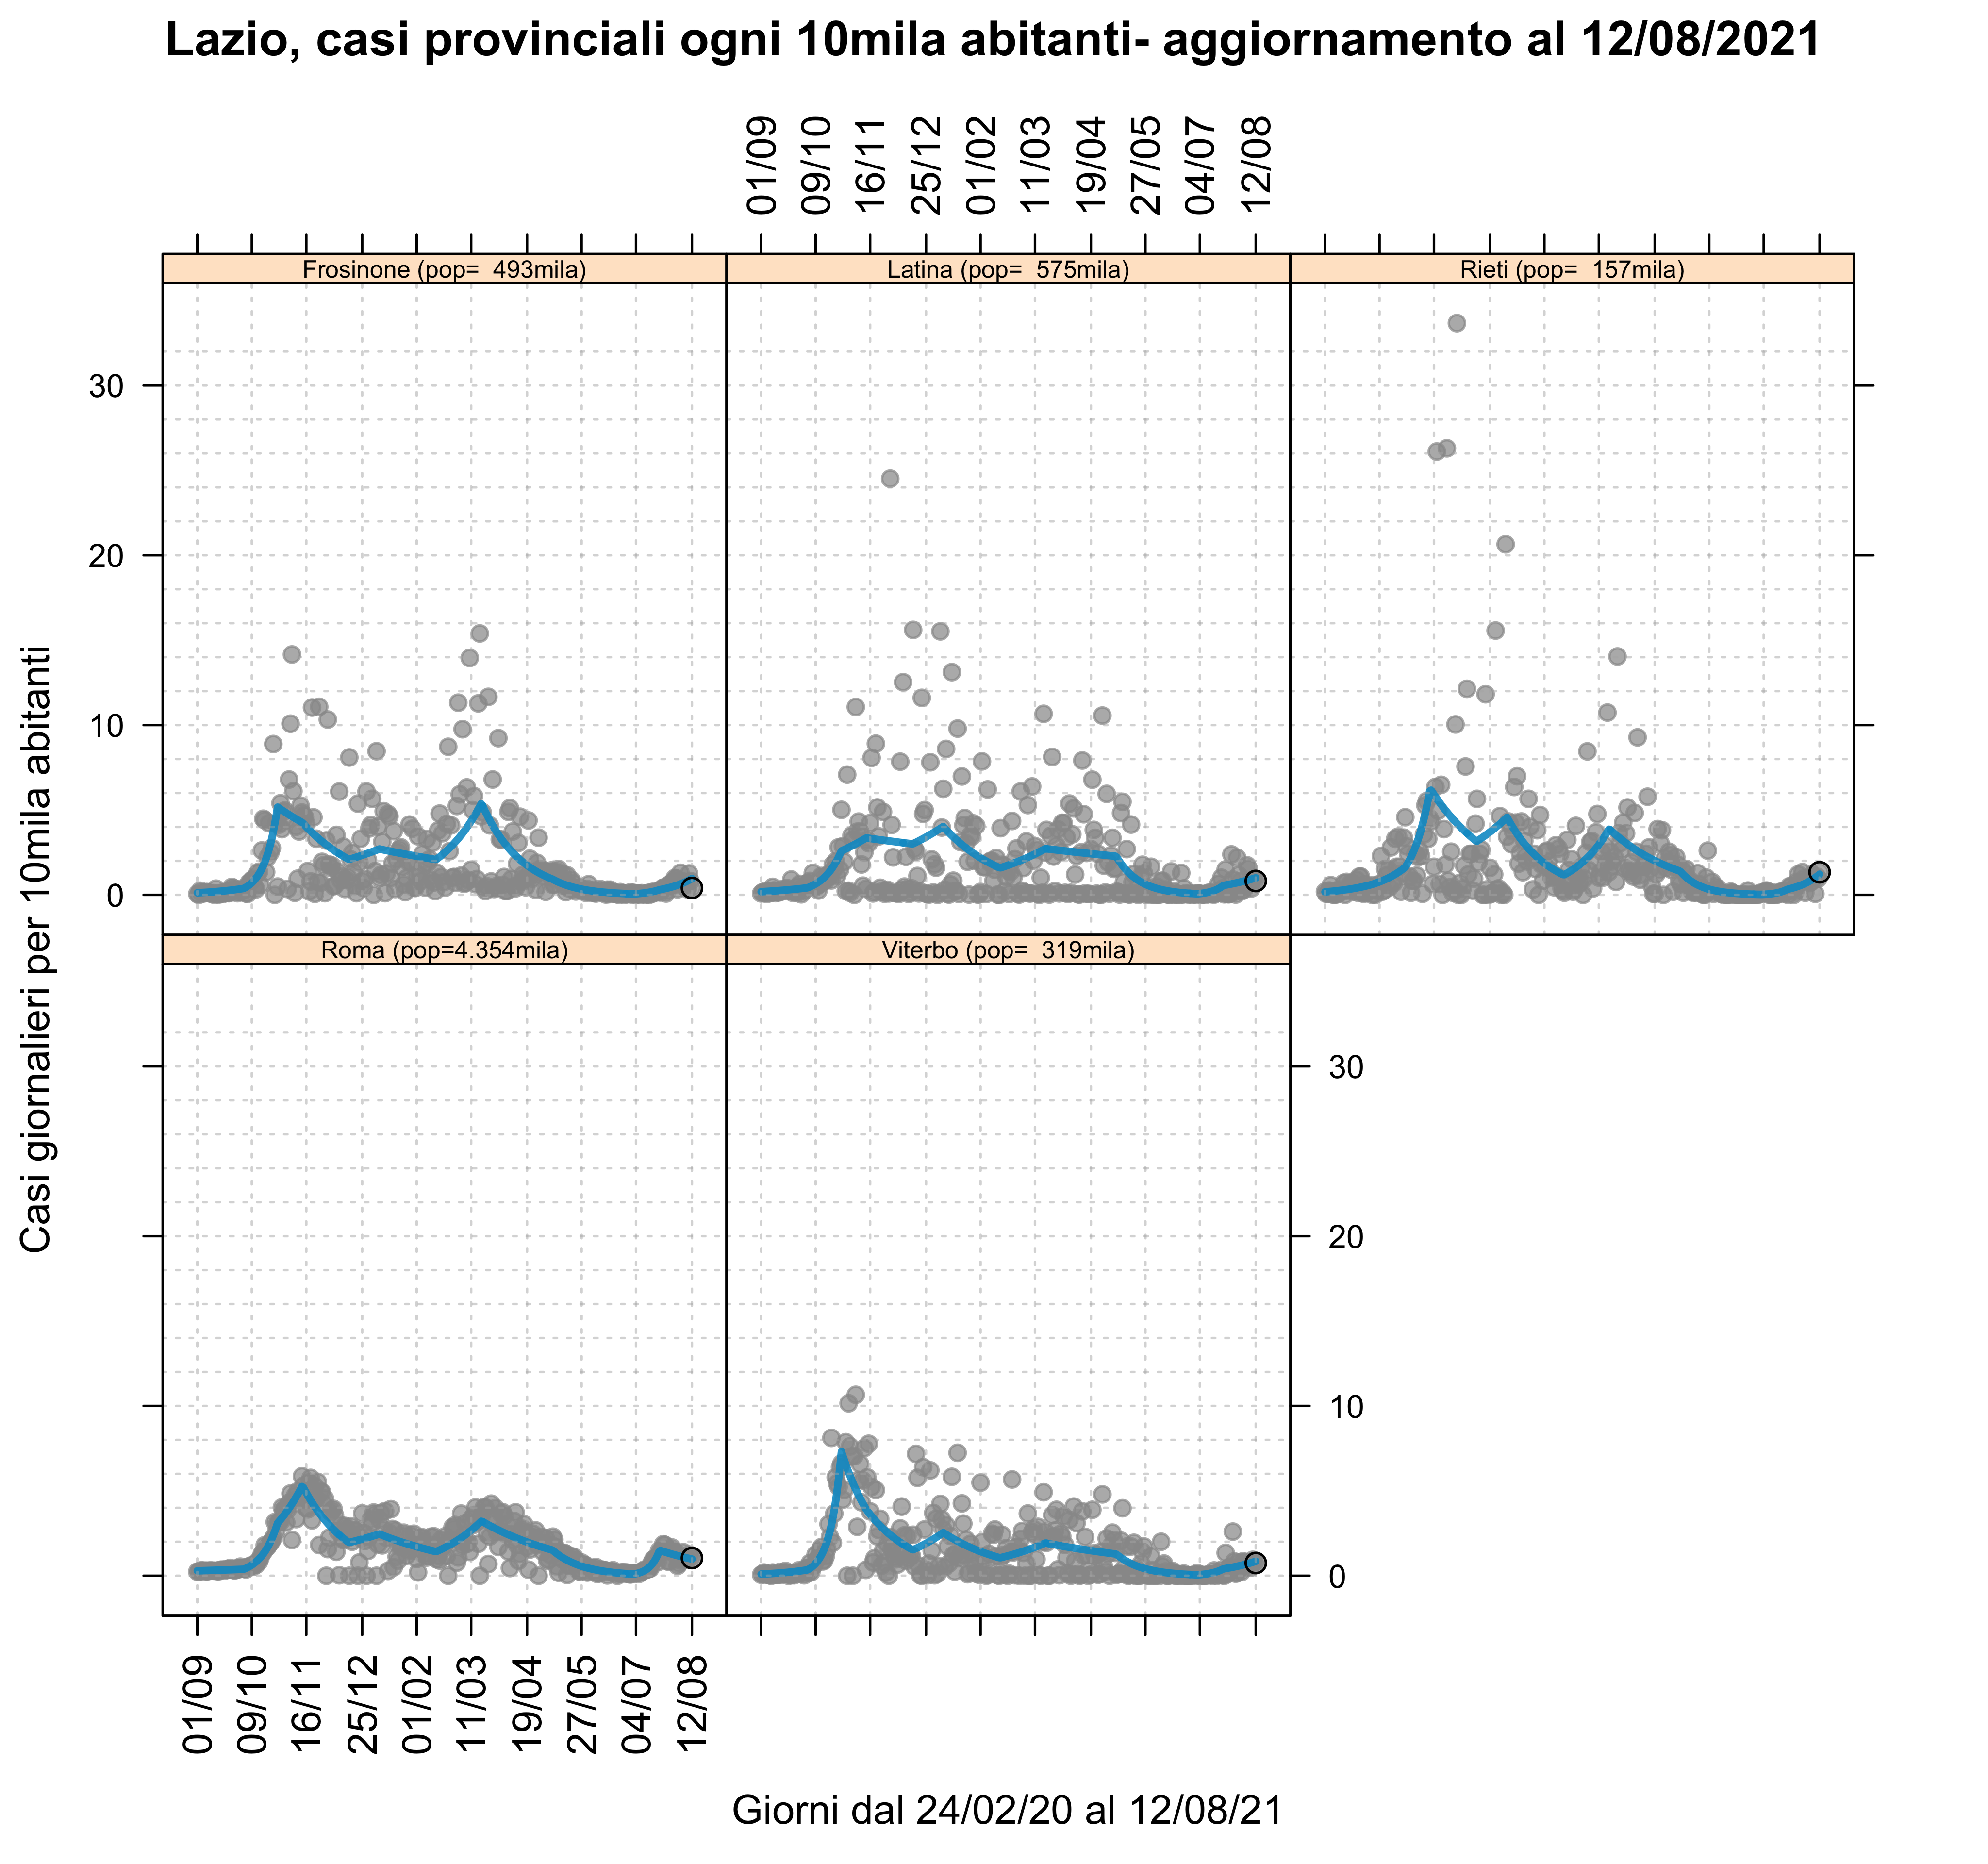 Lazio, casi provinciali ogni 10mila abitanti- aggiornamento al 12/08/2021
01/09 09/10 16/11 25/12 01/02 11/03 19/04 27/05 04/07 12/08
Frosinone (pop=  493mila)
Latina (pop=  575mila)
Rieti (pop=  157mila)
30
20
10
0
Casi giornalieri per 10mila abitanti
Roma (pop=4.354mila)
Viterbo (pop=  319mila)
30
20
10
0
01/09 09/10 16/11 25/12 01/02 11/03 19/04 27/05 04/07 12/08
Giorni dal 24/02/20 al 12/08/21